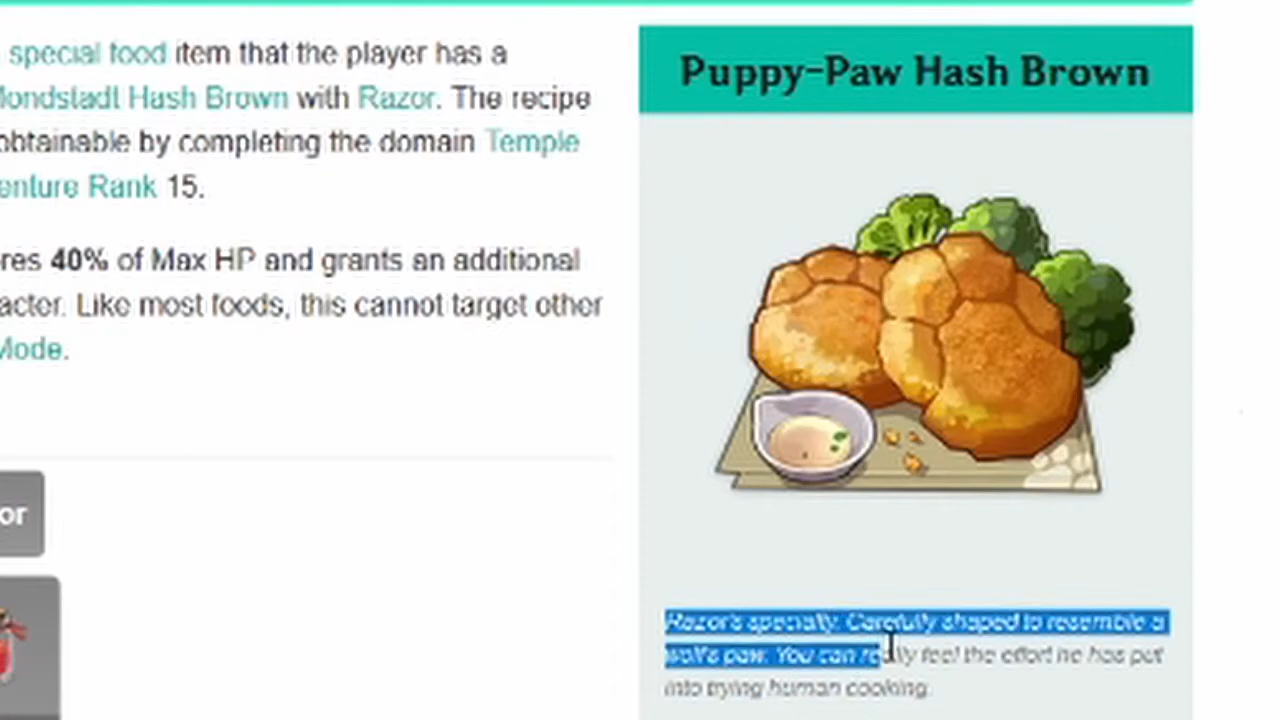 special food item that the player has a
Mondstadt Hash Brown with Razor. The recipe
obtainable by completing the domain Temple
enture Rank 15.
res 40% of Max HP and grants an additional
acter. Like most foods, this cannot target other
Mode.
or
Puppy-Paw Hash Brown
Razor's specialty. Carefully shaped to resemble a
wolf's paw. You can really feel the effort he has put
into trying human cooking.